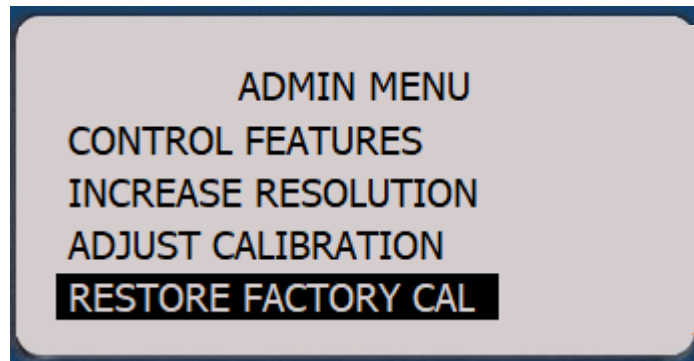 ADMIN MENU
CONTROL FEATURES
INCREASE RESOLUTION
ADJUST CALIBRATION
RESTORE FACTORY CAL